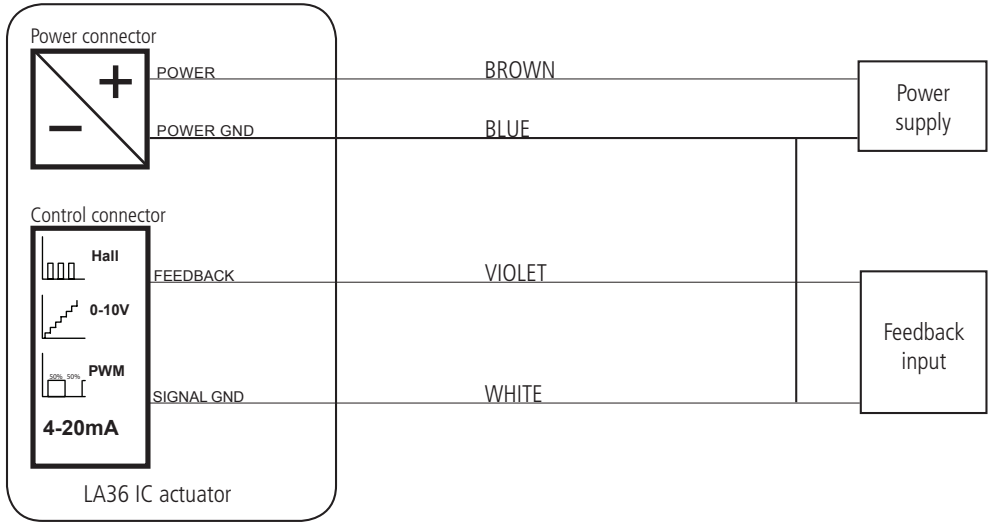 Power connector
+
−
POWER
BROWN
POWER GND
BLUE
Power
supply
Control connector
Hall
FEEDBACK
VIOLET
0-10V
50% 50%
PWM
SIGNAL GND
WHITE
4-20mA
Feedback
input
LA36 IC actuator